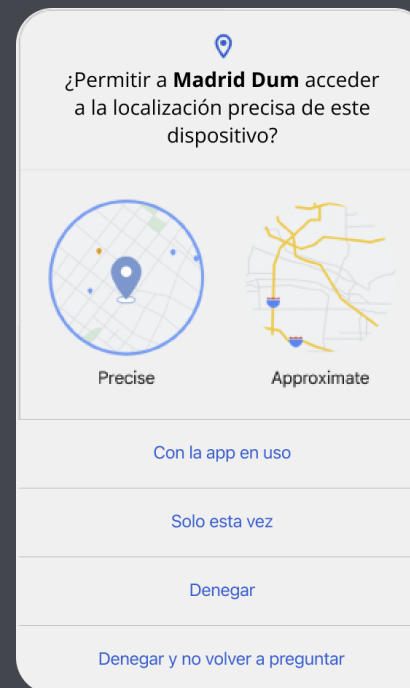 ¿Permitir a Madrid Dum acceder
a la localización precisa de este
dispositivo?
Precise
Approximate
Con la app en uso
Solo esta vez
Denegar
Denegar y no volver a preguntar